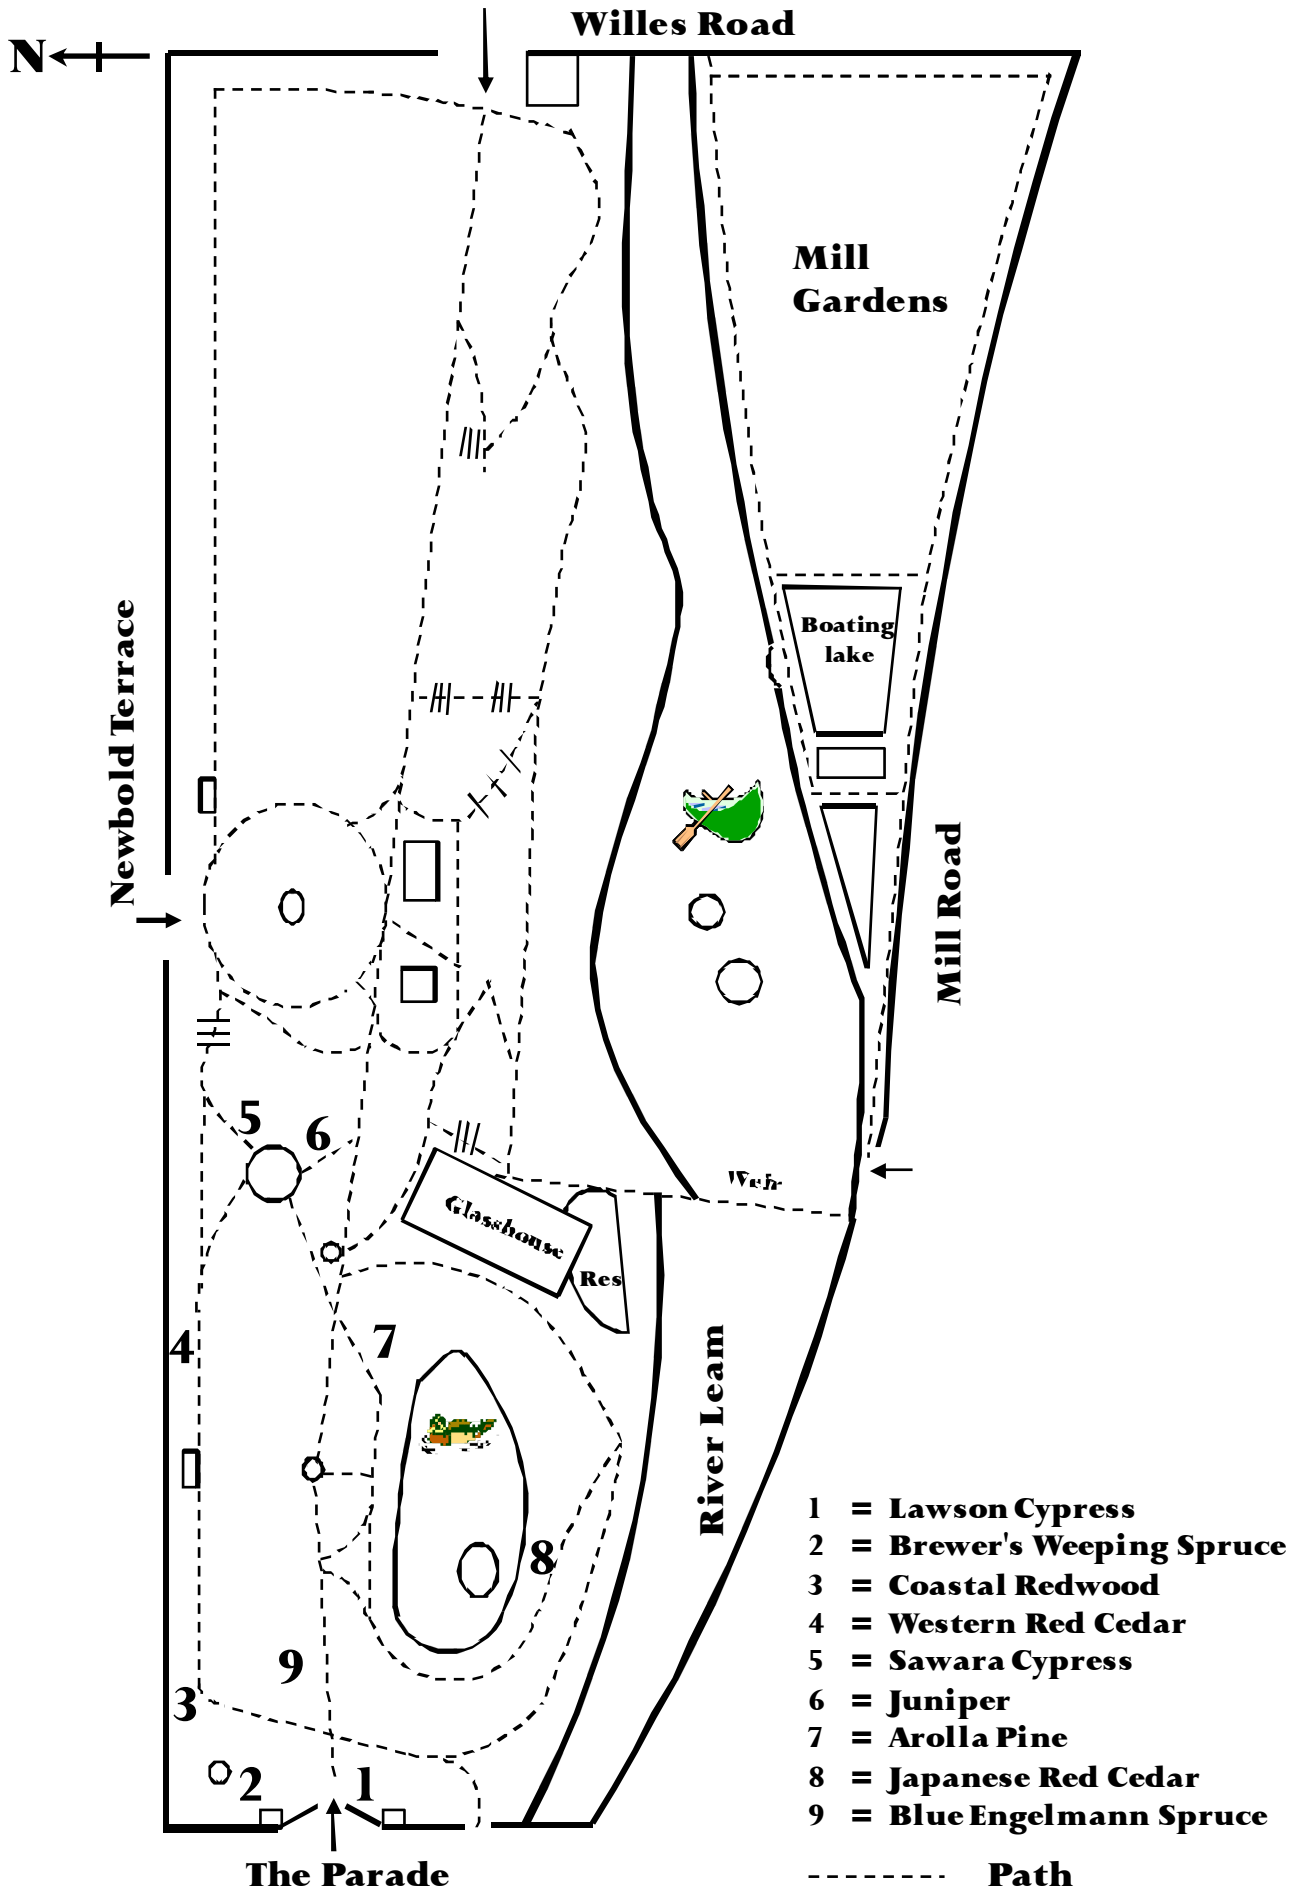 Willes Road
N
Mill
Gardens
Boating
lake
Newbold Terrace
Mill Road
5
6
Weir
Glasshouse
Res
4
7
River Leam
8
9
3
2
1
The Parade
1 = Lawson Cypress
2 = Brewer's Weeping Spruce
3 = Coastal Redwood
4 = Western Red Cedar
5 = Sawara Cypress
6 = Juniper
7 = Arolla Pine
8 = Japanese Red Cedar
9 = Blue Engelmann Spruce
Path